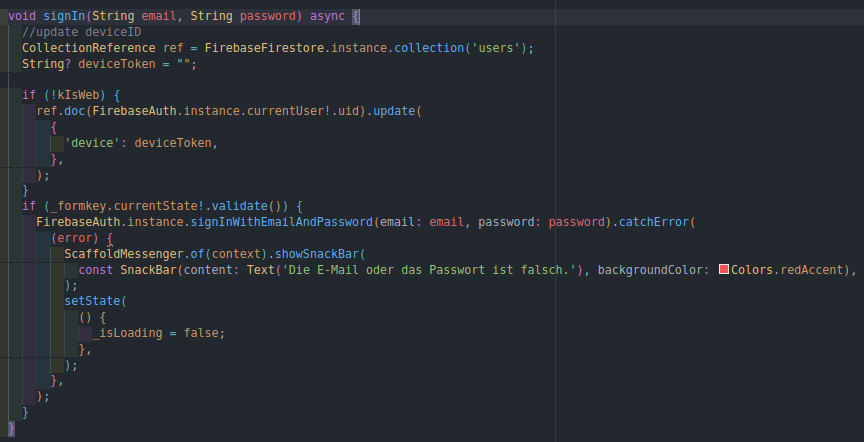 void signIn(String email, String password) async {
//update deviceID
CollectionReference ref = FirebaseFirestore.instance.collection('users');
String? deviceToken = "";
if (!kIsWeb) {
ref.doc(FirebaseAuth.instance.currentUser!.uid).update(
{
'device': deviceToken,
},
);
}
if (_formkey.currentState!.validate()) {
FirebaseAuth.instance.signInWithEmailAndPassword(email: email, password: password).catchError(
(error) {
ScaffoldMessenger.of(context).showSnackBar(
const SnackBar(content: Text('Die E-Mail oder das Passwort ist falsch.'), backgroundColor: Colors.redAccent),
);
setState(
() {
_isLoading = false;
},
);
},
);
}
}